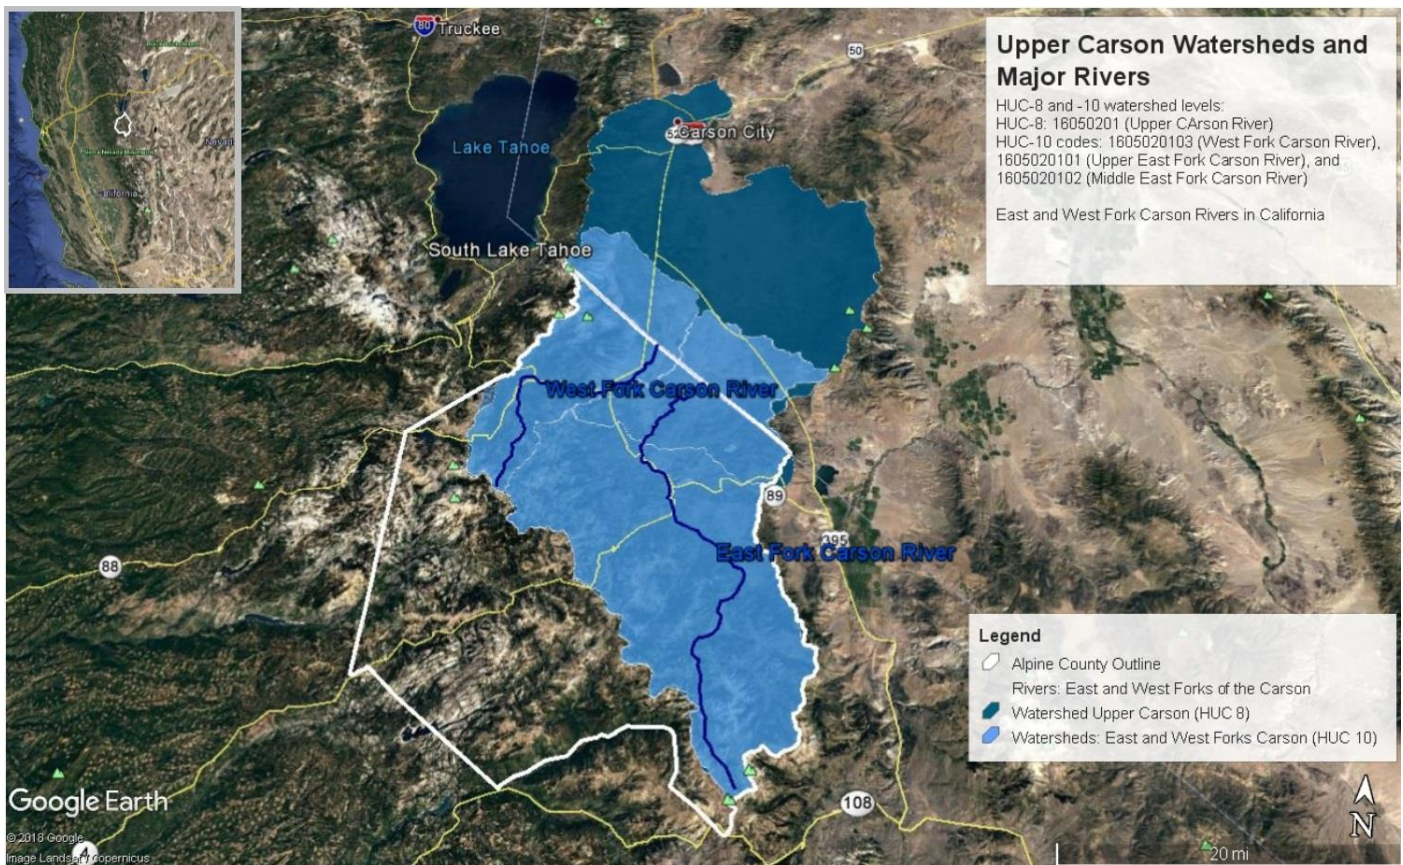 80
Truckee
50
Upper Carson Watersheds and
Major Rivers
HUC-8 and -10 watershed levels:
HUC-8: 16050201 (Upper CArson River)
HUC-10 codes: 1605020103 (West Fork Carson River),
1605020101 (Upper East Fork Carson River), and
1605020102 (Middle East Fork Carson River)
East and West Fork Carson Rivers in California
Carson City
Lake Tahoe
California
South Lake Tahoe
West Fork Carson River
89
395
East Fork Carson River
88
Legend
Alpine County Outline
Rivers: East and West Forks of the Carson
Watershed Upper Carson (HUC 8)
Watersheds: East and West Forks Carson (HUC 10)
Google Earth
108
N
© 2018 Google
Image Landsat / Copernicus
4
20 mi